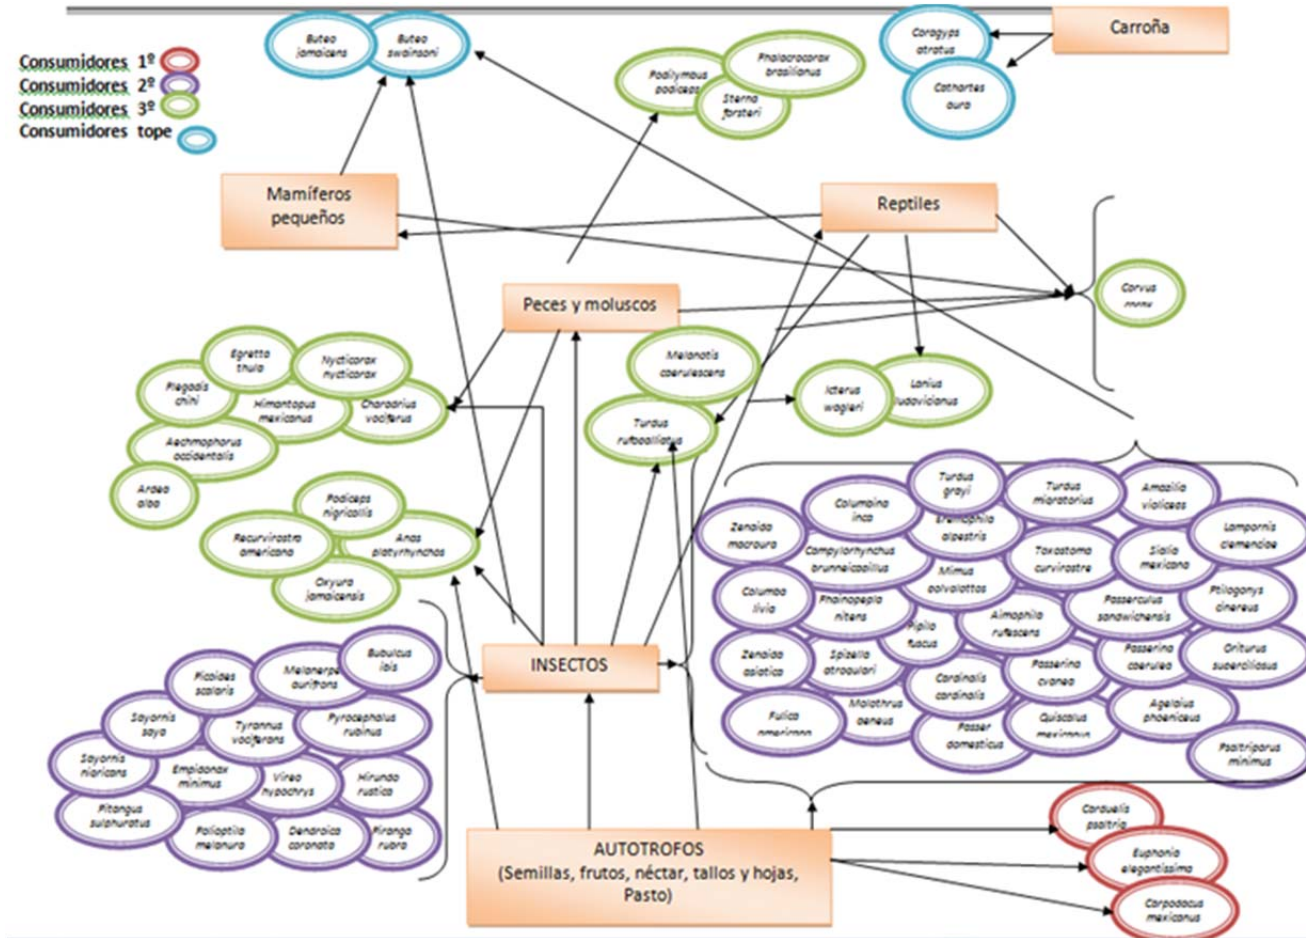 Consumidores 1º
Consumidores 2º
Consumidores 3º
Consumidores tope
Buteo
jamaicens
Buteo
swainsoni
Podilymbus
podiceps
Phalacrocorax
brasilianus
Sterna
forsteri
Coragyps
atratus
Cathartes
aura
Carroña
Mamíferos
pequeños
Reptiles
Peces y moluscos
Corvus
Egretta
thula
Nycticorax
nycticorax
Plegadis
chini
Himantopus
mexicanus
Charadrius
vociferus
Aechmophorus
occidentalis
Ardea
alba
Melanotis
caerulescens
Turdus
Icterus
wagleri
Lanius
ludovicianus
Podiceps
nigricollis
Recurvirostra
americana
Anas
platyrhynchos
Oxyura
jamaicensis
Turdus
grayi
Turdus
migratorius
Amazilia
violiceps
Columbina
inca
Zenaida
macroura
Eremophila
alpestris
Lampornis
clemenciae
Campylorhynchus
brunneicapillus
Toxostoma
curvirostre
Sialia
mexicana
Mimus
polyglottos
Columba
livia
Phainopepla
nitens
Ptilogonys
cinereus
Passerculus
sandwichensis
Aimophila
rufescens
Pipilo
fuscus
Zenaida
asiatica
Spizella
Passerina
caerulea
Oriturus
superciliosus
Passerina
cyanea
Cardinalis
cardinalis
Fulica
americana
Molothrus
aeneus
Agelaius
phoeniceus
Quiscalus
mexicanus
Passer
domesticus
Psaltriparus
minimus
INSECTOS
Bubulcus
ibis
Melanerpe
aurifrons
Picoides
scalaris
Sayornis
saya
Tyrannus
vociferans
Pyrocephalus
rubinus
Sayornis
nigricans
Empidonax
minimus
Vireo
hypochrys
Hirundo
rustica
Pitangus
sulphuratus
Polioptila
melanura
Dendroica
coronata
Piranga
rubra
AUTOTROFOS
(Semillas, frutos, néctar, tallos y hojas,
Pasto)
Carduelis
psaltria
Euphonia
elegantissima
Carpodacus
mexicanus